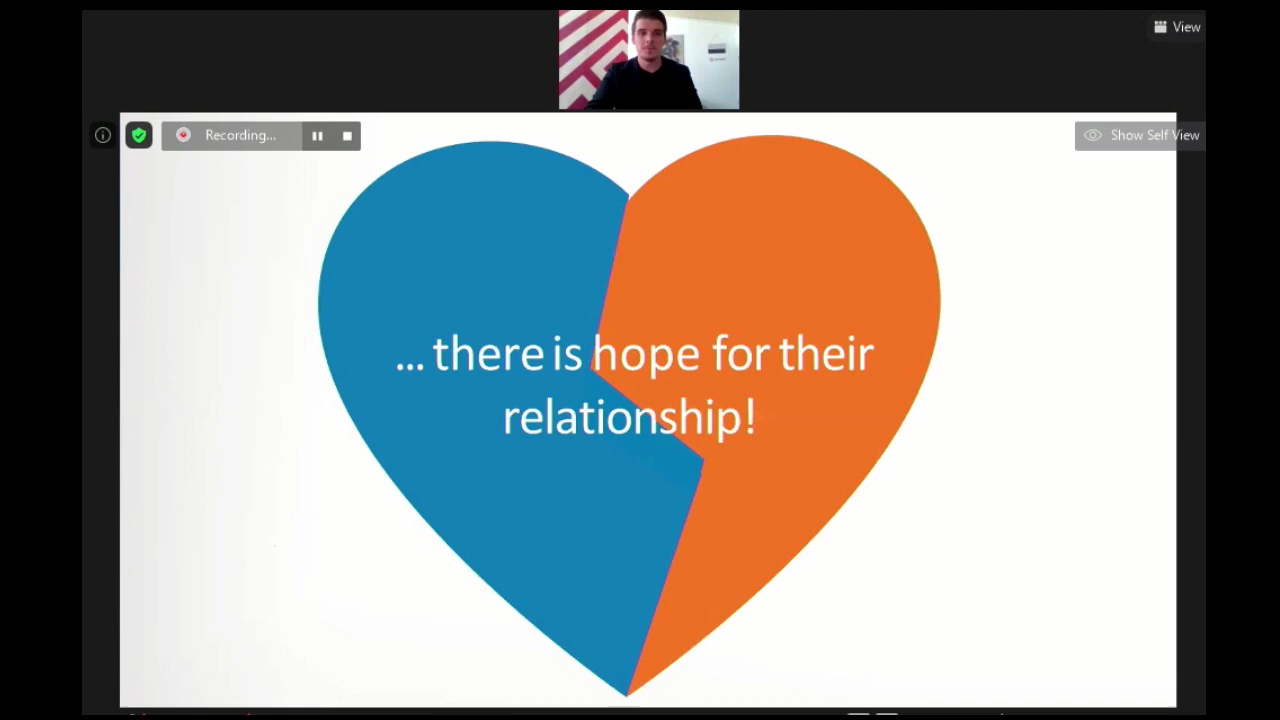 View
Recording...
Show Self View
... there is hope for their
relationship!